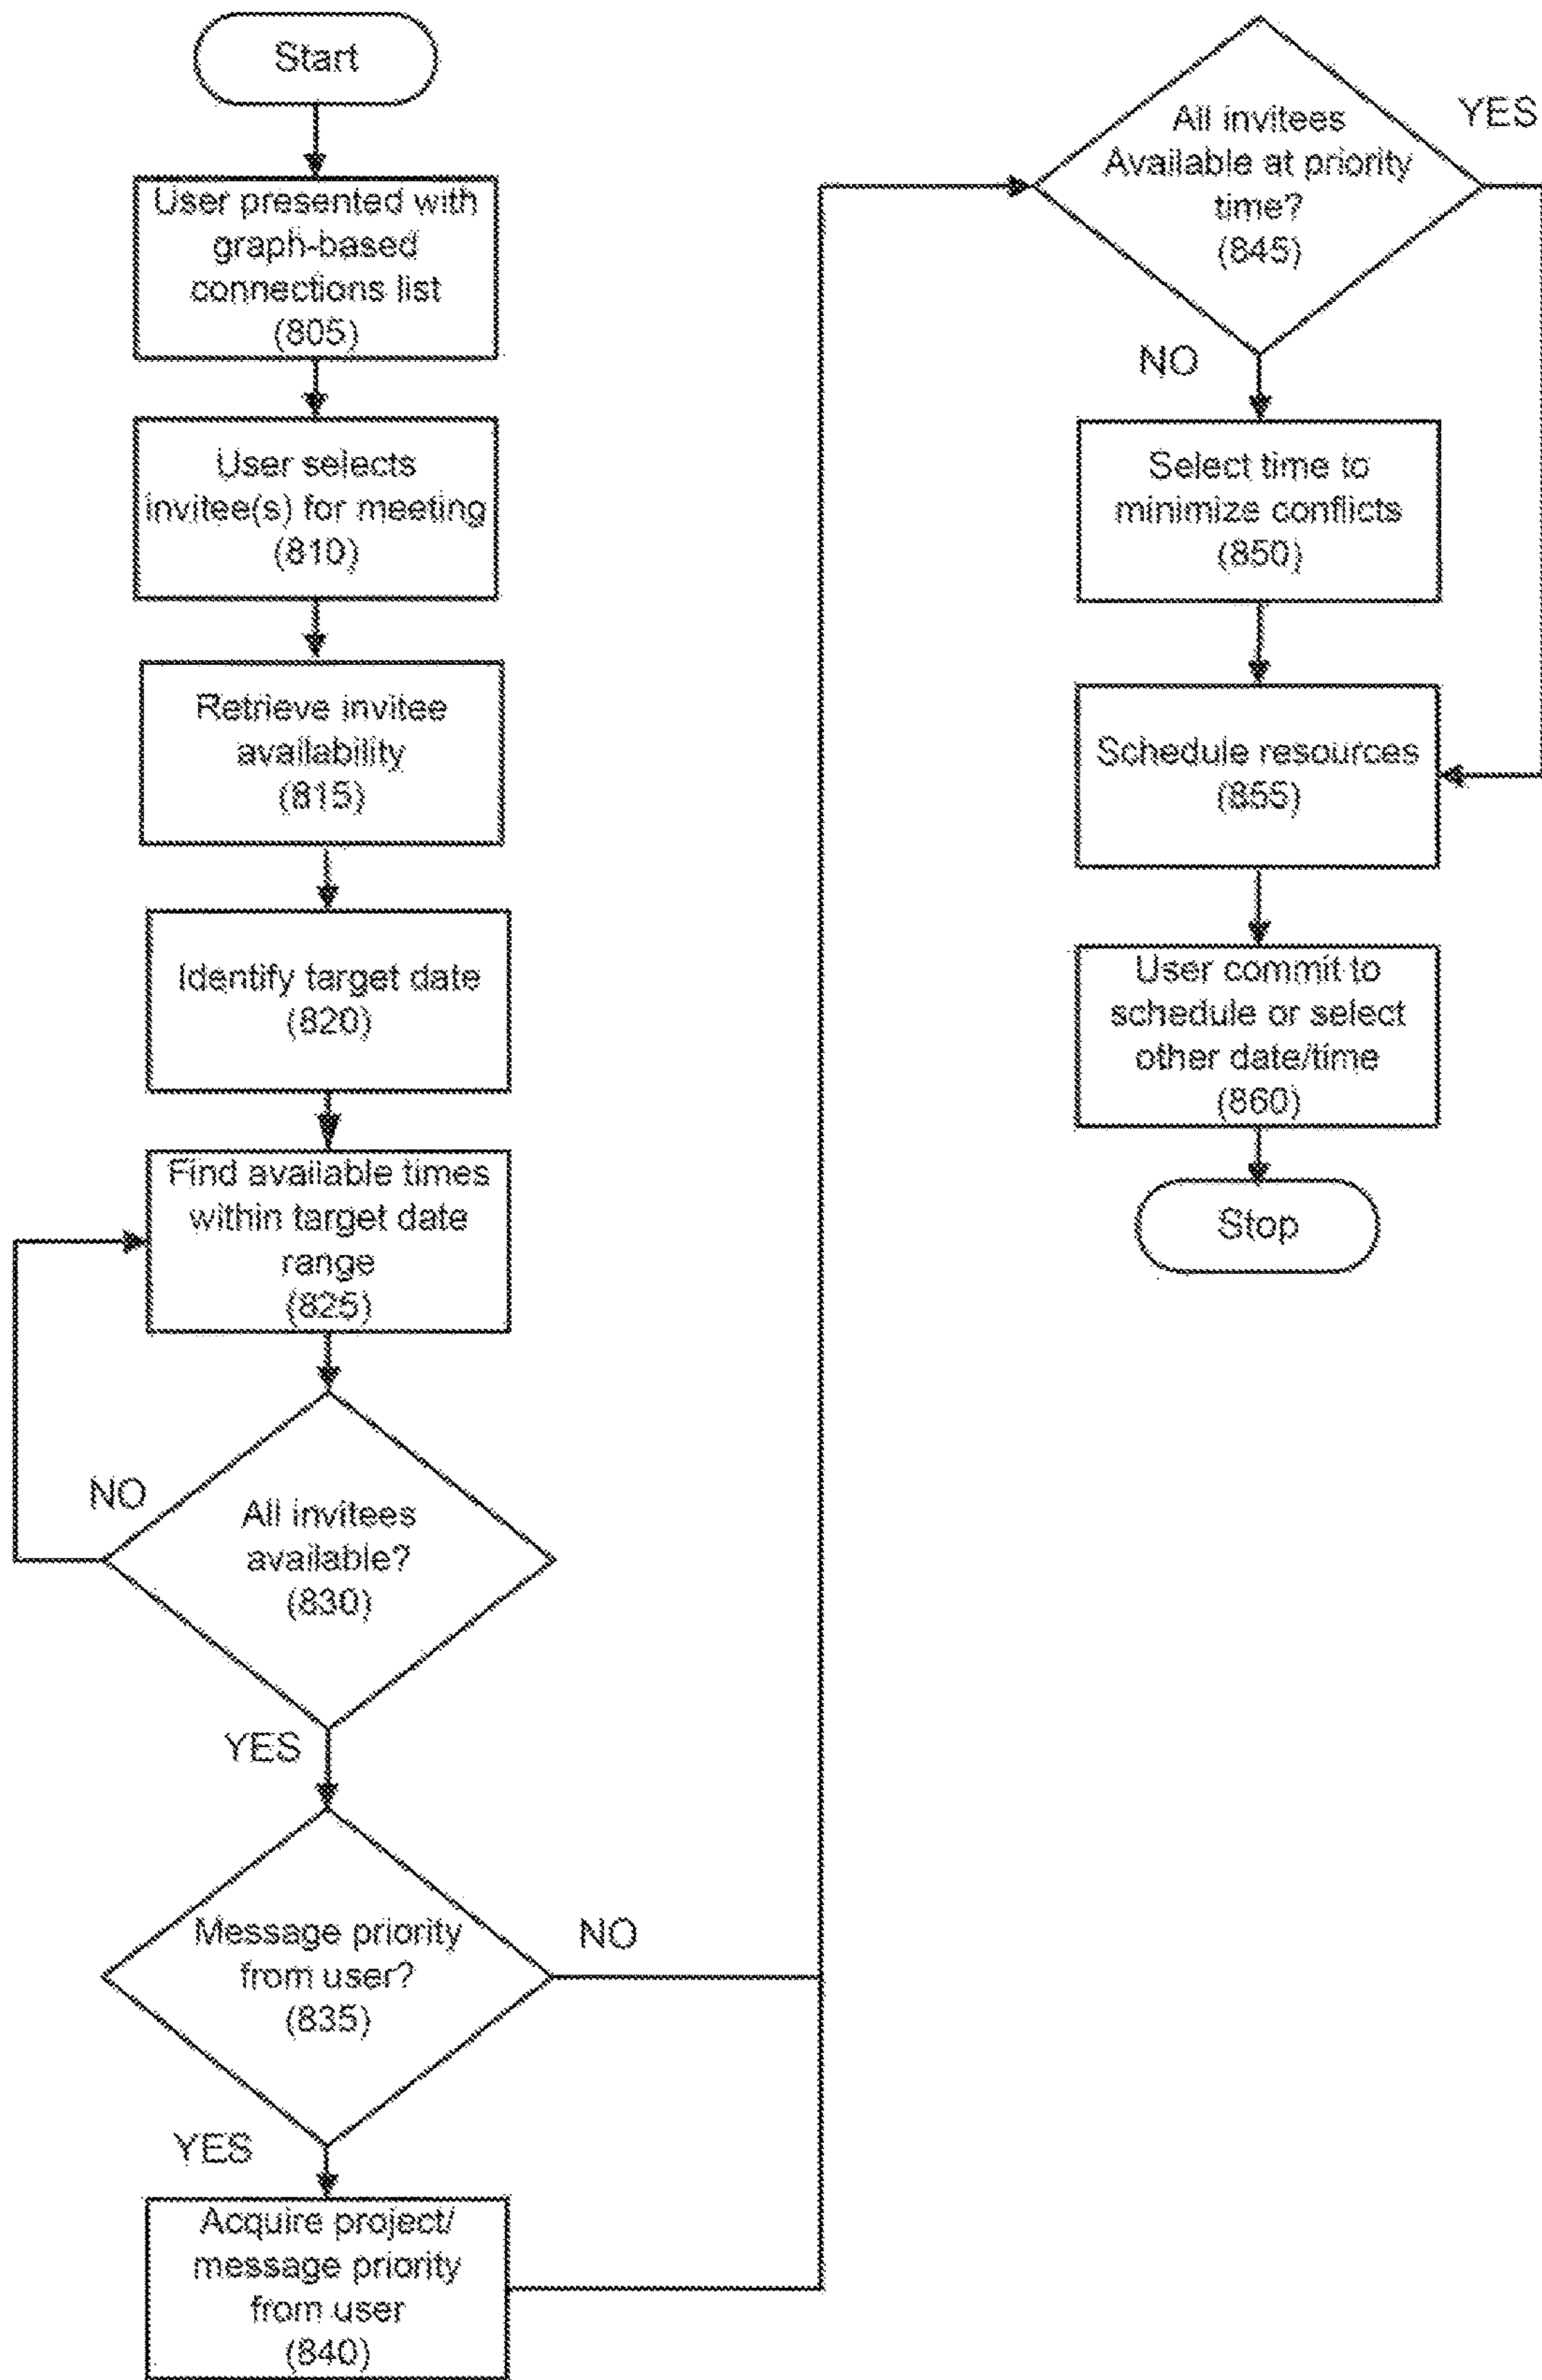 Start
User presented with
graph-based
connections list
(805)
User selects
invitee(s) for meeting
(810)
Retrieve invitee
availability
(815)
Identify target date
(820)
Find available times
within target date
range
(825)
NO
All invitees
available?
(830)
YES
Message priority
from user?
(835)
NO
YES
Acquire project/
message priority
from user
(840)
All invitees
Available at priority
time?
(845)
YES
NO
Select time to
minimize conflicts
(850)
Schedule resources
(855)
User commit to
schedule or select
other date/time
(860)
Stop